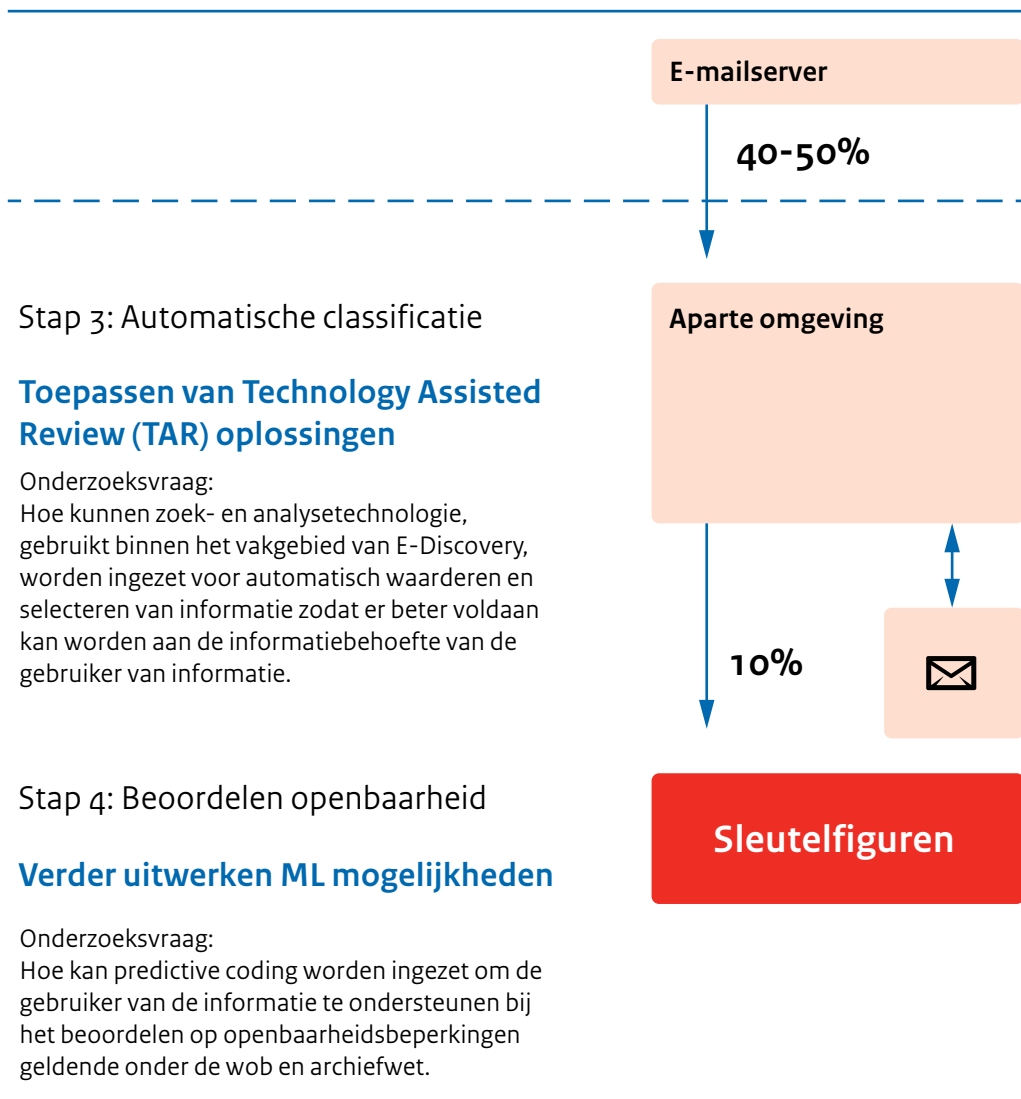 E-mailserver
40-50%
Stap 3: Automatische classificatie
Aparte omgeving
Toepassen van Technology Assisted
Review (TAR) oplossingen
Onderzoeksvraag:
Hoe kunnen zoek- en analysetechnologie,
gebruikt binnen het vakgebied van E-Discovery,
worden ingezet voor automatisch waarderen en
selecteren van informatie zodat er beter voldaan
kan worden aan de informatiebehoefte van de
gebruiker van informatie.
10%
Stap 4: Beoordelen openbaarheid
Sleutelfiguren
Verder uitwerken ML mogelijkheden
Onderzoeksvraag:
Hoe kan predictive coding worden ingezet om de
gebruiker van de informatie te ondersteunen bij
het beoordelen op openbaarheidsbeperkingen
geldende onder de wob en archiefwet.